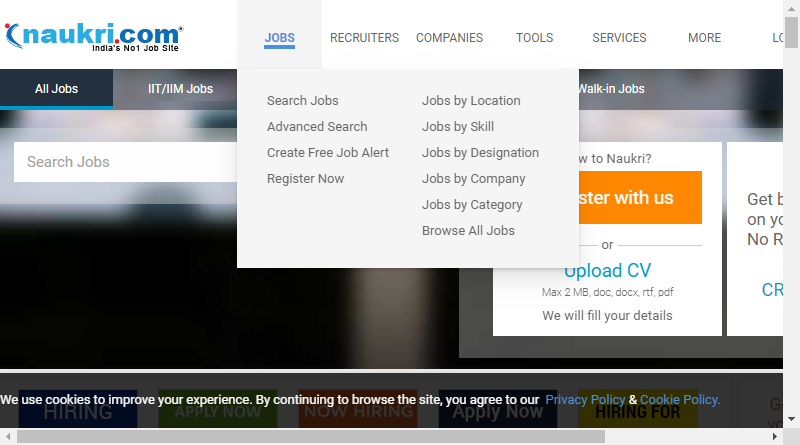 naukri.com
India's No1 Job Site
JOBS
RECRUITERS
COMPANIES
TOOLS
SERVICES
MORE
All Jobs
IIT/IIM Jobs
Walk-in Jobs
Search Jobs
Advanced Search
Create Free Job Alert
Register Now
Jobs by Location
Jobs by Skill
Jobs by Designation
Jobs by Company
Jobs by Category
Browse All Jobs
Search Jobs
to Naukri?
with us
or
Upload CV
Max 2 MB, doc, docx, rtf, pdf
We will fill your details
Get
on
No
We use cookies to improve your experience. By continuing to browse the site, you agree to our Privacy Policy & Cookie Policy.
HIRING
APPLY NOW
NOW HIRING
Apply Now
HIRING FOR